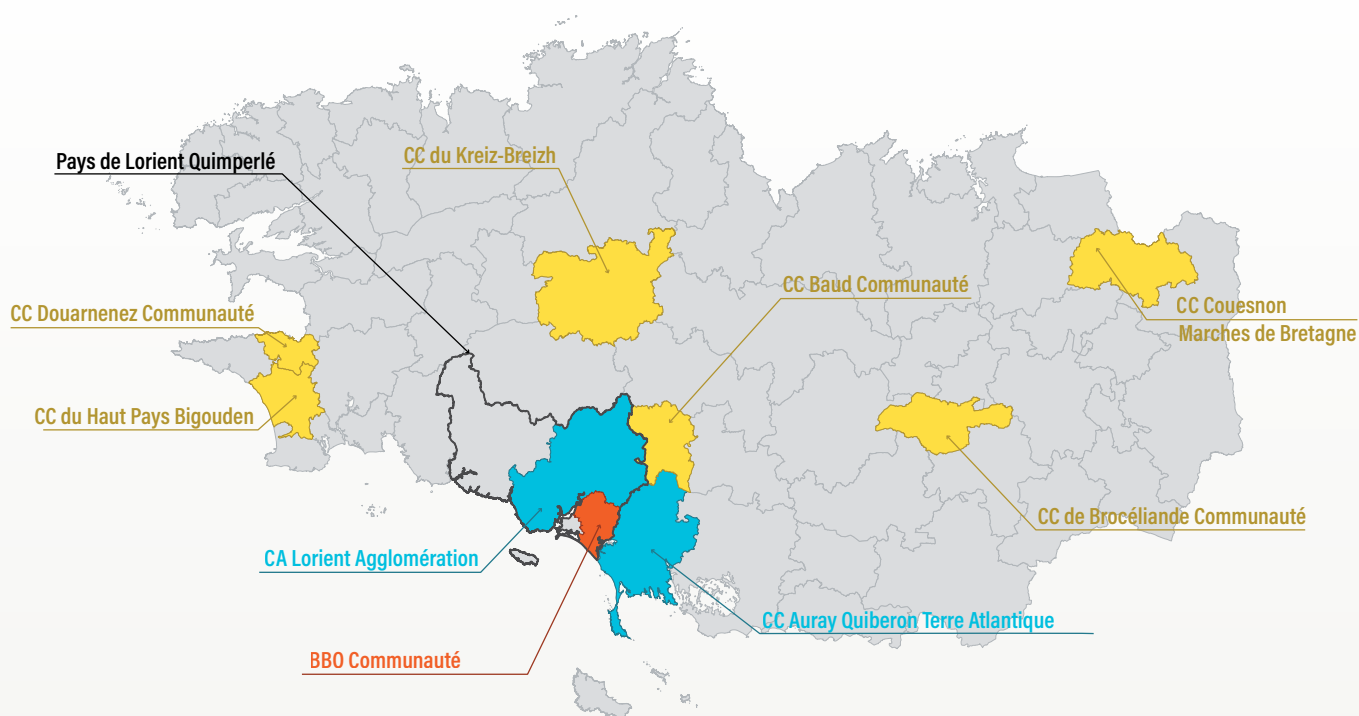 Pays de Lorient Quimperlé
CC du Kreiz-Breizh
CC Baud Communauté
CC Couesnon
Marches de Bretagne
CC Douarnenez Communauté
CC du Haut Pays Bigouden
CC de Brocéliande Communauté
CA Lorient Agglomération
CC Auray Quiberon Terre Atlantique
BBO Communauté